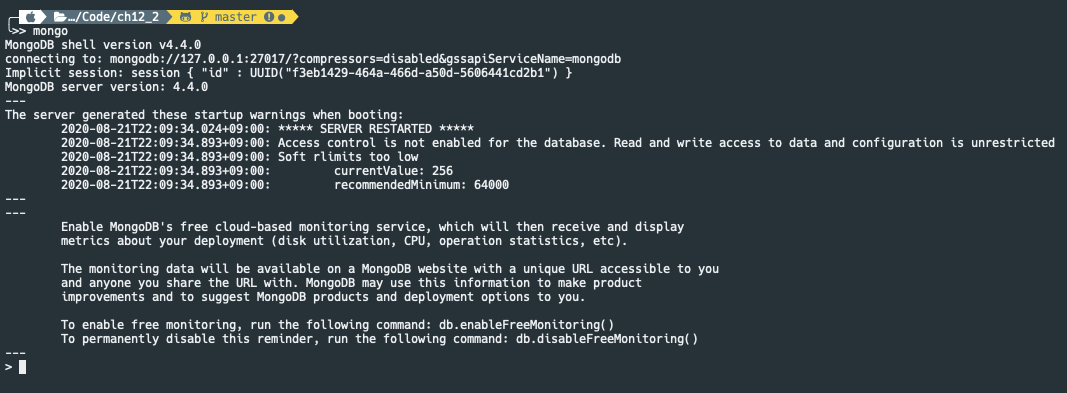 …/Code/ch12_2 master
>> mongo
MongoDB shell version v4.4.0
connecting to: mongodb://127.0.0.1:27017/?compressors=disabled&gssapiServiceName=mongodb
Implicit session: session { "id" : UUID("f3eb1429-464a-466d-a50d-5606441cd2b1") }
MongoDB server version: 4.4.0
---
The server generated these startup warnings when booting:
2020-08-21T22:09:34.024+09:00: ***** SERVER RESTARTED *****
2020-08-21T22:09:34.893+09:00: Access control is not enabled for the database. Read and write access to data and configuration is unrestricted
2020-08-21T22:09:34.893+09:00: Soft rlimits too low
2020-08-21T22:09:34.893+09:00:         currentValue: 256
2020-08-21T22:09:34.893+09:00:         recommendedMinimum: 64000
---
---
Enable MongoDB's free cloud-based monitoring service, which will then receive and display
metrics about your deployment (disk utilization, CPU, operation statistics, etc).
The monitoring data will be available on a MongoDB website with a unique URL accessible to you
and anyone you share the URL with. MongoDB may use this information to make product
improvements and to suggest MongoDB products and deployment options to you.
To enable free monitoring, run the following command: db.enableFreeMonitoring()
To permanently disable this reminder, run the following command: db.disableFreeMonitoring()
---
>